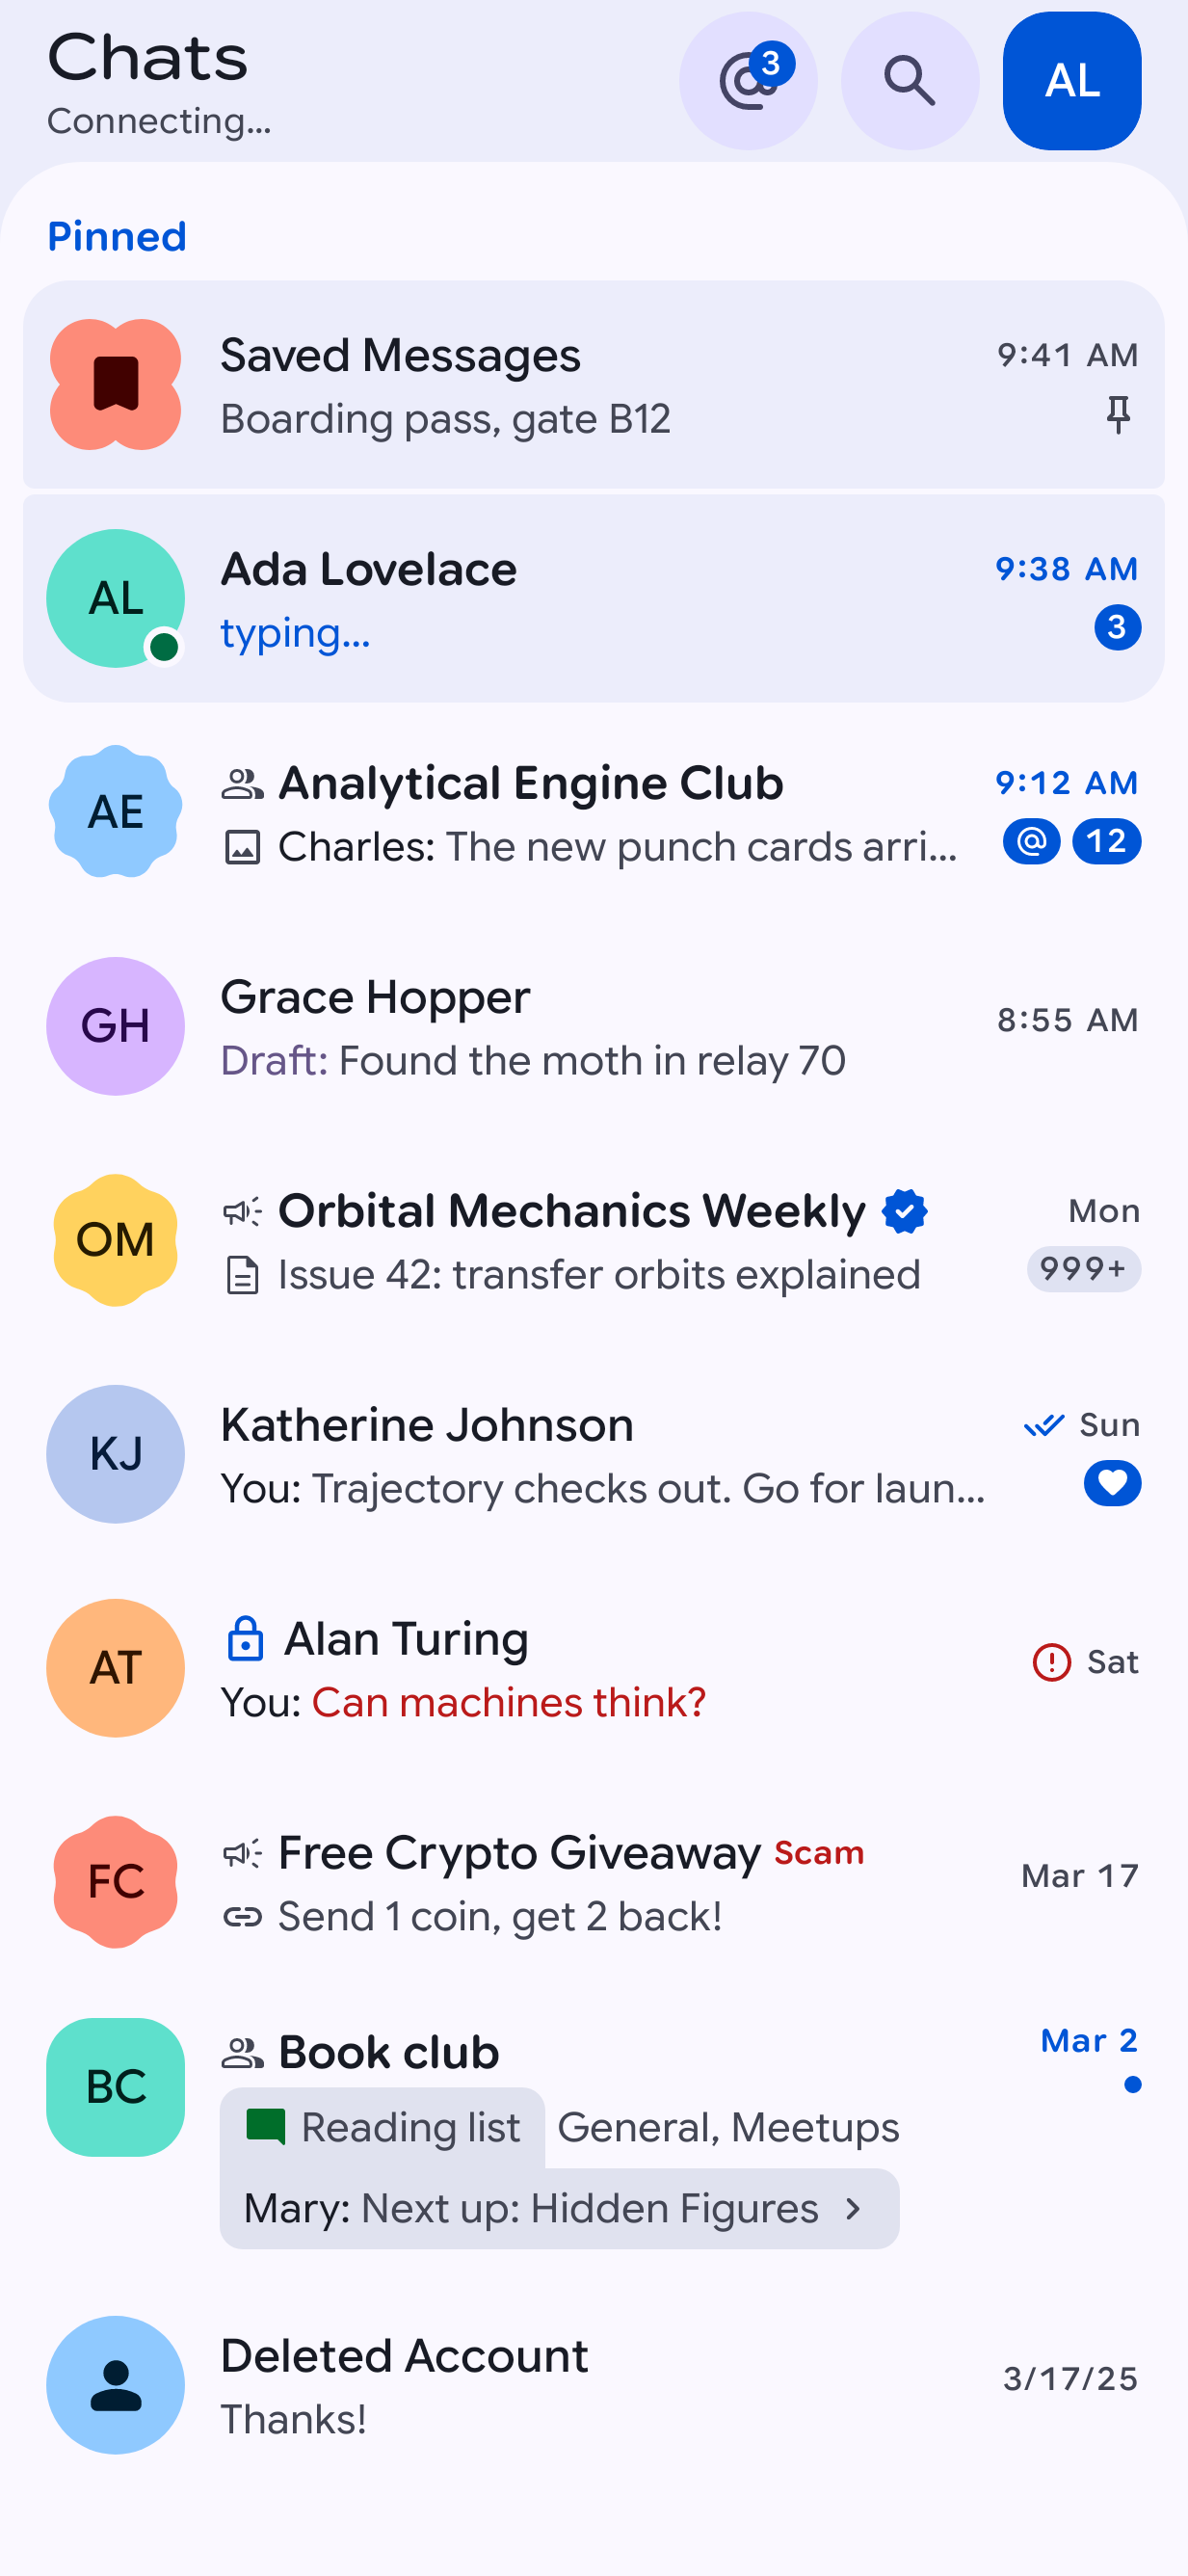 Chats
Connecting...
3
AL
Pinned
Saved Messages
9:41 AM
Boarding pass, gate B12
AL
Ada Lovelace
9:38 AM
typing...
3
AE
Analytical Engine Club
9:12 AM
Charles: The new punch cards arri...
@ 12
GH
Grace Hopper
8:55 AM
Draft: Found the moth in relay 70
OM
Orbital Mechanics Weekly
Mon
Issue 42: transfer orbits explained
999+
KJ
Katherine Johnson
Sun
You: Trajectory checks out. Go for laun...
AT
Alan Turing
Sat
You: Can machines think?
FC
Free Crypto Giveaway Scam
Mar 17
Send 1 coin, get 2 back!
BC
Book club
Mar 2
Reading list General, Meetups
Mary: Next up: Hidden Figures
Deleted Account
3/17/25
Thanks!